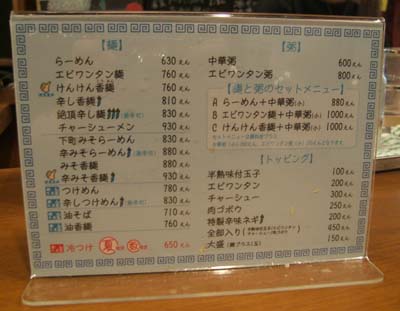 【麺】
らーめん 630えん
エビワンタン麺 760えん
けんけん香麺 760えん
辛し香麺 810えん
絶頂辛し麺 910えん
チャーシューメン 930えん
下町みそらーめん 780えん
辛みそらーめん 830えん
みそ香麺 880えん
辛みそ香麺 930えん
つけめん 780えん
辛しつけめん 830えん
油そば 710えん
油香麺 760えん
冷つけ 夏 限定 650えん
【粥】
中華粥 600えん
エビワンタン粥 800えん
【麺と粥のセットメニュー】
A らーめん+中華粥(小) 880えん
B エビワンタン麺+中華粥(小) 1000えん
C けんけん香麺+中華粥(小) 1000えん
【トッピング】
半熟味付玉子 100えん
エビワンタン 200えん
チャーシュー 300えん
肉ゴボウ 250えん
特製辛味ネギ 200えん
全部入り 450えん
大盛 150えん